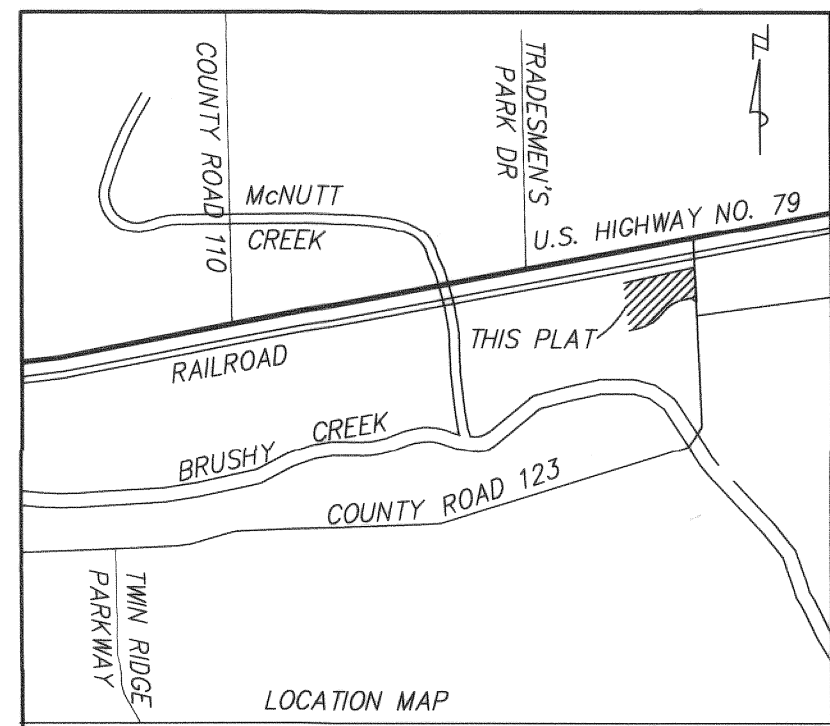 COUNTY ROAD 110
TRADESMEN'S
PARK DR
N
McNUTT
CREEK
U.S. HIGHWAY NO. 79
THIS PLAT
RAILROAD
BRUSHY CREEK
COUNTY ROAD 123
TWIN RIDGE
PARKWAY
LOCATION MAP